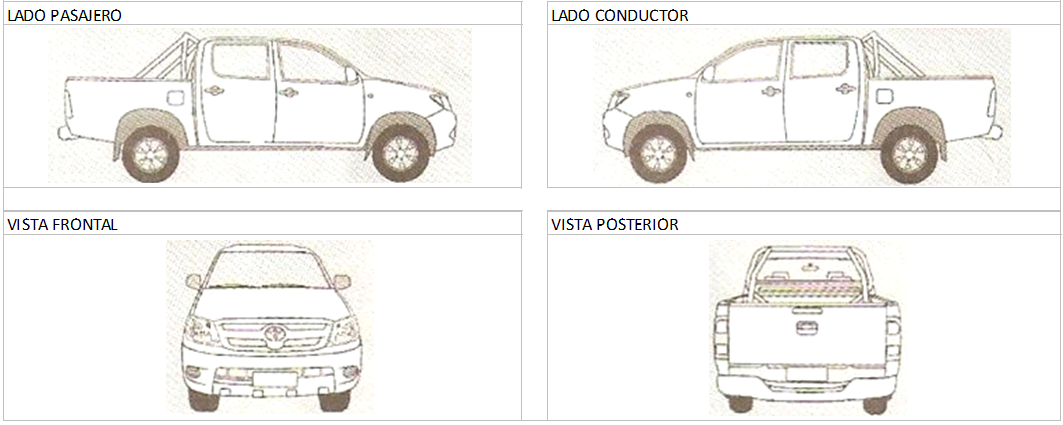 LADO PASAJERO
LADO CONDUCTOR
VISTA FRONTAL
VISTA POSTERIOR